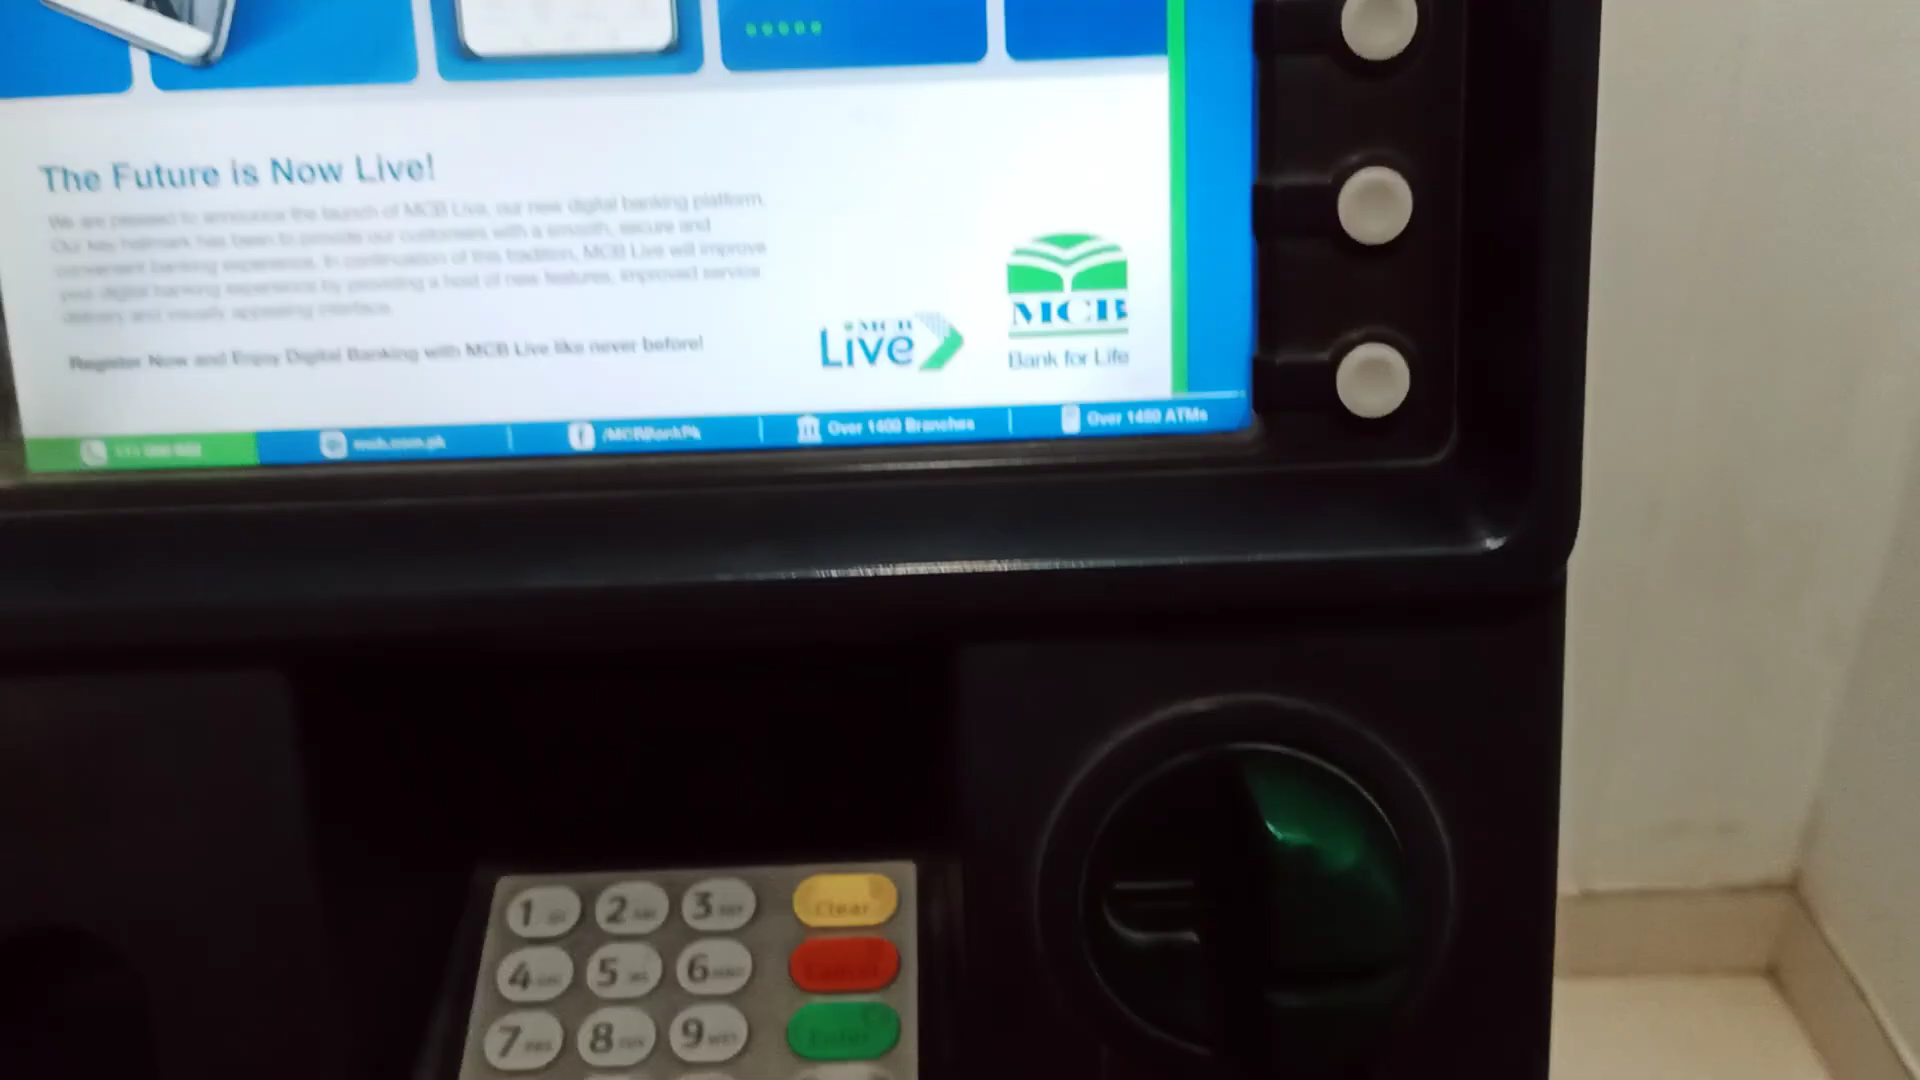 The Future is Now Live!
We are pleased to announce the launch of MCB Live, our new digital banking platform.
Our key hallmark has been to provide our customers with a smooth, secure and
convenient banking experience. In continuation of this tradition, MCB Live will improve
your digital banking experience by providing a host of new features, improved service
delivery and visually appealing interface.
Register Now and Enjoy Digital Banking with MCB Live like never before!
MCB
Live
MCB
Bank for Life
mcb.com.pk
/MCBBankPk
Over 1400 Branches
Over 1450 ATMs
1 2 3 Clear
4 5 6 Cancel
7 8 9 Enter